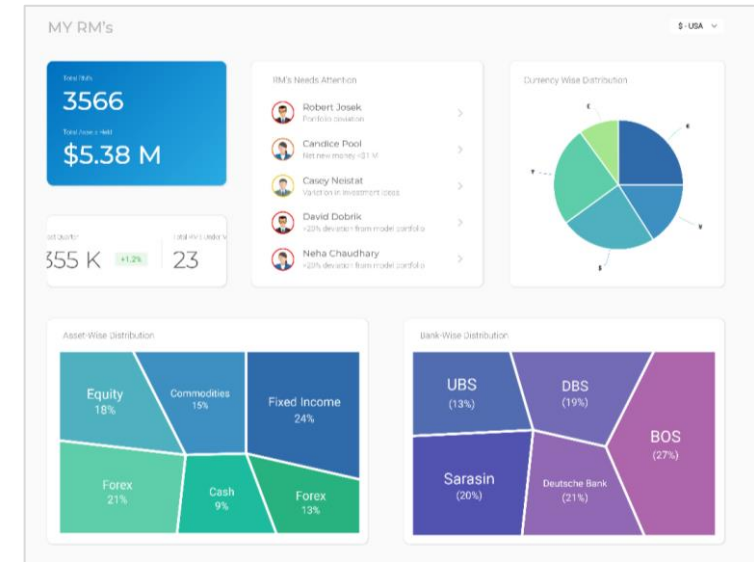 MY RM's
$ - USA
Total RM's
3566
$5.38 M
355 K
+1.2%
23
RM's Needs Attention
Robert Josek
Portfolio deviation
Candice Pool
Net new money <$1 M
Casey Neistat
Variation in investment ideas
David Dobrik
>20% deviation from model portfolio
Neha Chaudhary
>20% deviation from model portfolio
Currency Wise Distribution
€
Asset-Wise Distribution
Equity
18%
Commodities
15%
Fixed Income
24%
Forex
21%
Cash
9%
Forex
13%
Bank-Wise Distribution
UBS
(13%)
DBS
(19%)
BOS
(27%)
Sarasin
(20%)
Deutsche Bank
(21%)